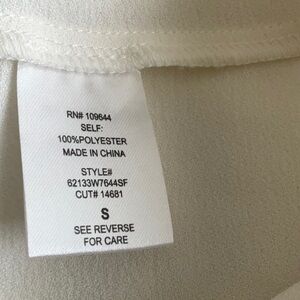 RN# 109644
SELF:
100%POLYESTER
MADE IN CHINA
STYLE#
62133W7644SF
CUT# 14681
S
SEE REVERSE
FOR CARE